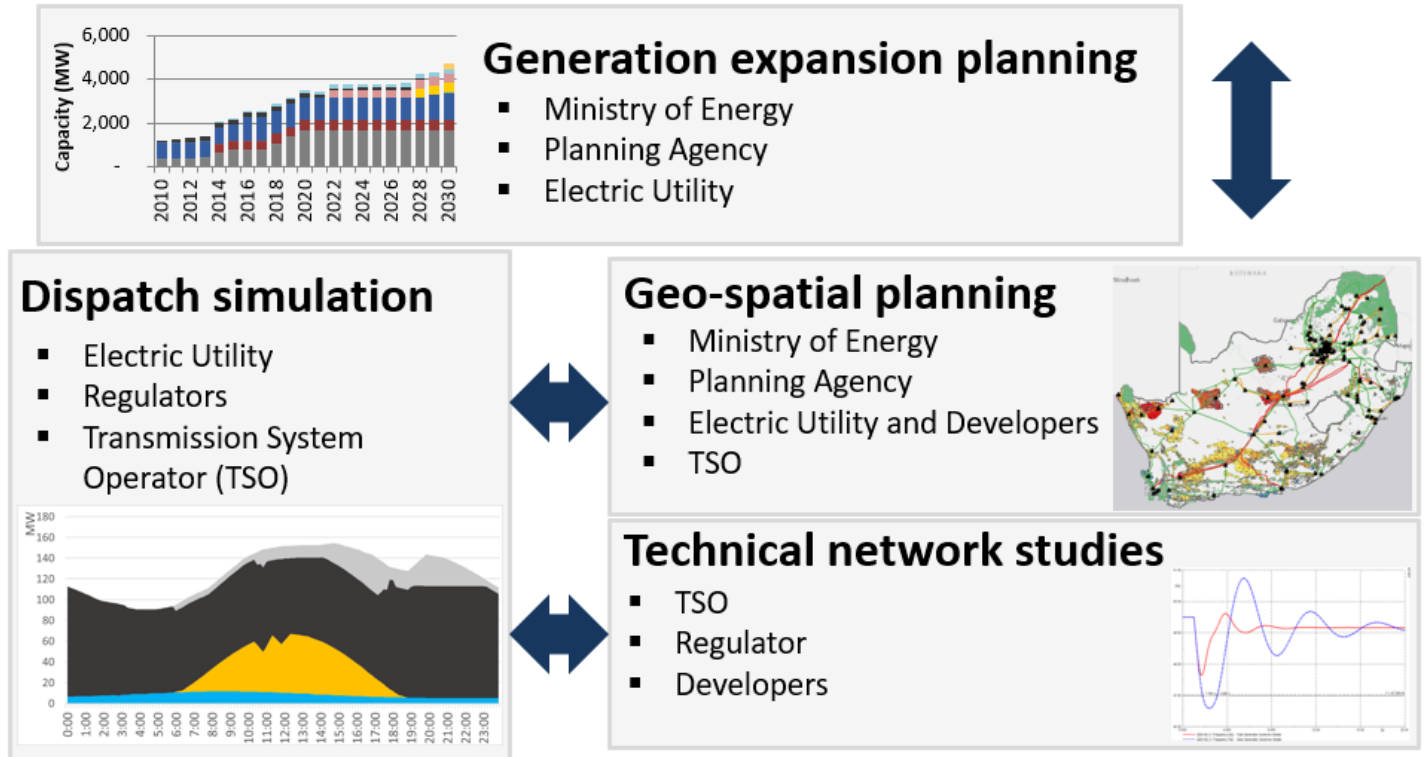 Generation expansion planning
▪ Ministry of Energy
▪ Planning Agency
▪ Electric Utility
Capacity (MW)
6,000
4,000
2,000
-
2010
2012
2014
2016
2018
2020
2022
2024
2026
2028
2030
Dispatch simulation
▪ Electric Utility
▪ Regulators
▪ Transmission System
Operator (TSO)
MW
180
160
140
120
100
80
60
40
20
0
0:00
1:00
2:00
3:00
4:00
5:00
6:00
7:00
8:00
9:00
10:00
11:00
12:00
13:00
14:00
15:00
16:00
17:00
18:00
19:00
20:00
21:00
22:00
23:00
Geo-spatial planning
▪ Ministry of Energy
▪ Planning Agency
▪ Electric Utility and Developers
▪ TSO
BOTSWANA
Technical network studies
▪ TSO
▪ Regulator
▪ Developers